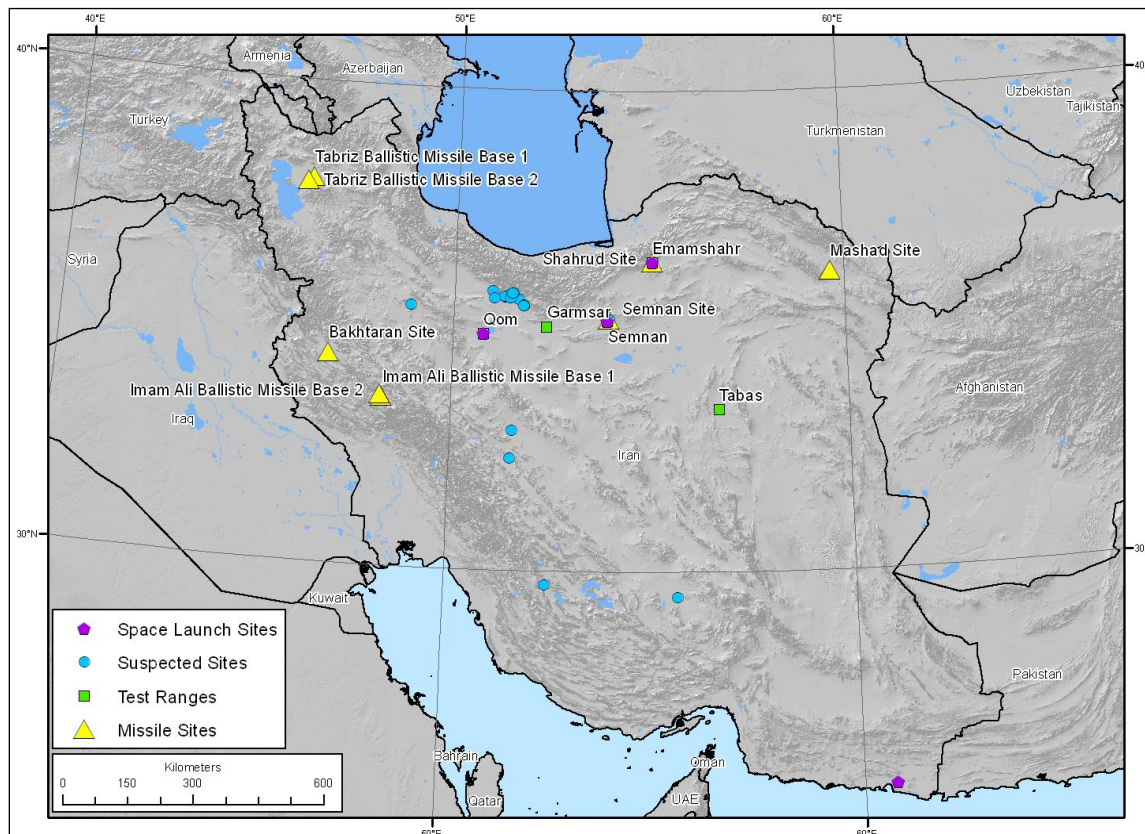 40°E
50°E
60°E
40°N
40
Armenia
Azerbaijan
Uzbekistan
Tajikistan
Turkey
Turkmenistan
Tabriz Ballistic Missile Base 1
Tabriz Ballistic Missile Base 2
Syria
Shahrud Site
Emamshahr
Mashad Site
Qom
Garmsar
Semnan Site
Semnan
Bakhtaran Site
Imam Ali Ballistic Missile Base 1
Imam Ali Ballistic Missile Base 2
Tabas
Afghanistan
Iraq
Iran
30°N
30
Kuwait
Pakistan
Space Launch Sites
Suspected Sites
Test Ranges
Missile Sites
Kilometers
0 150 300 600
Bahrain
Qatar
Oman
UAE
60°E